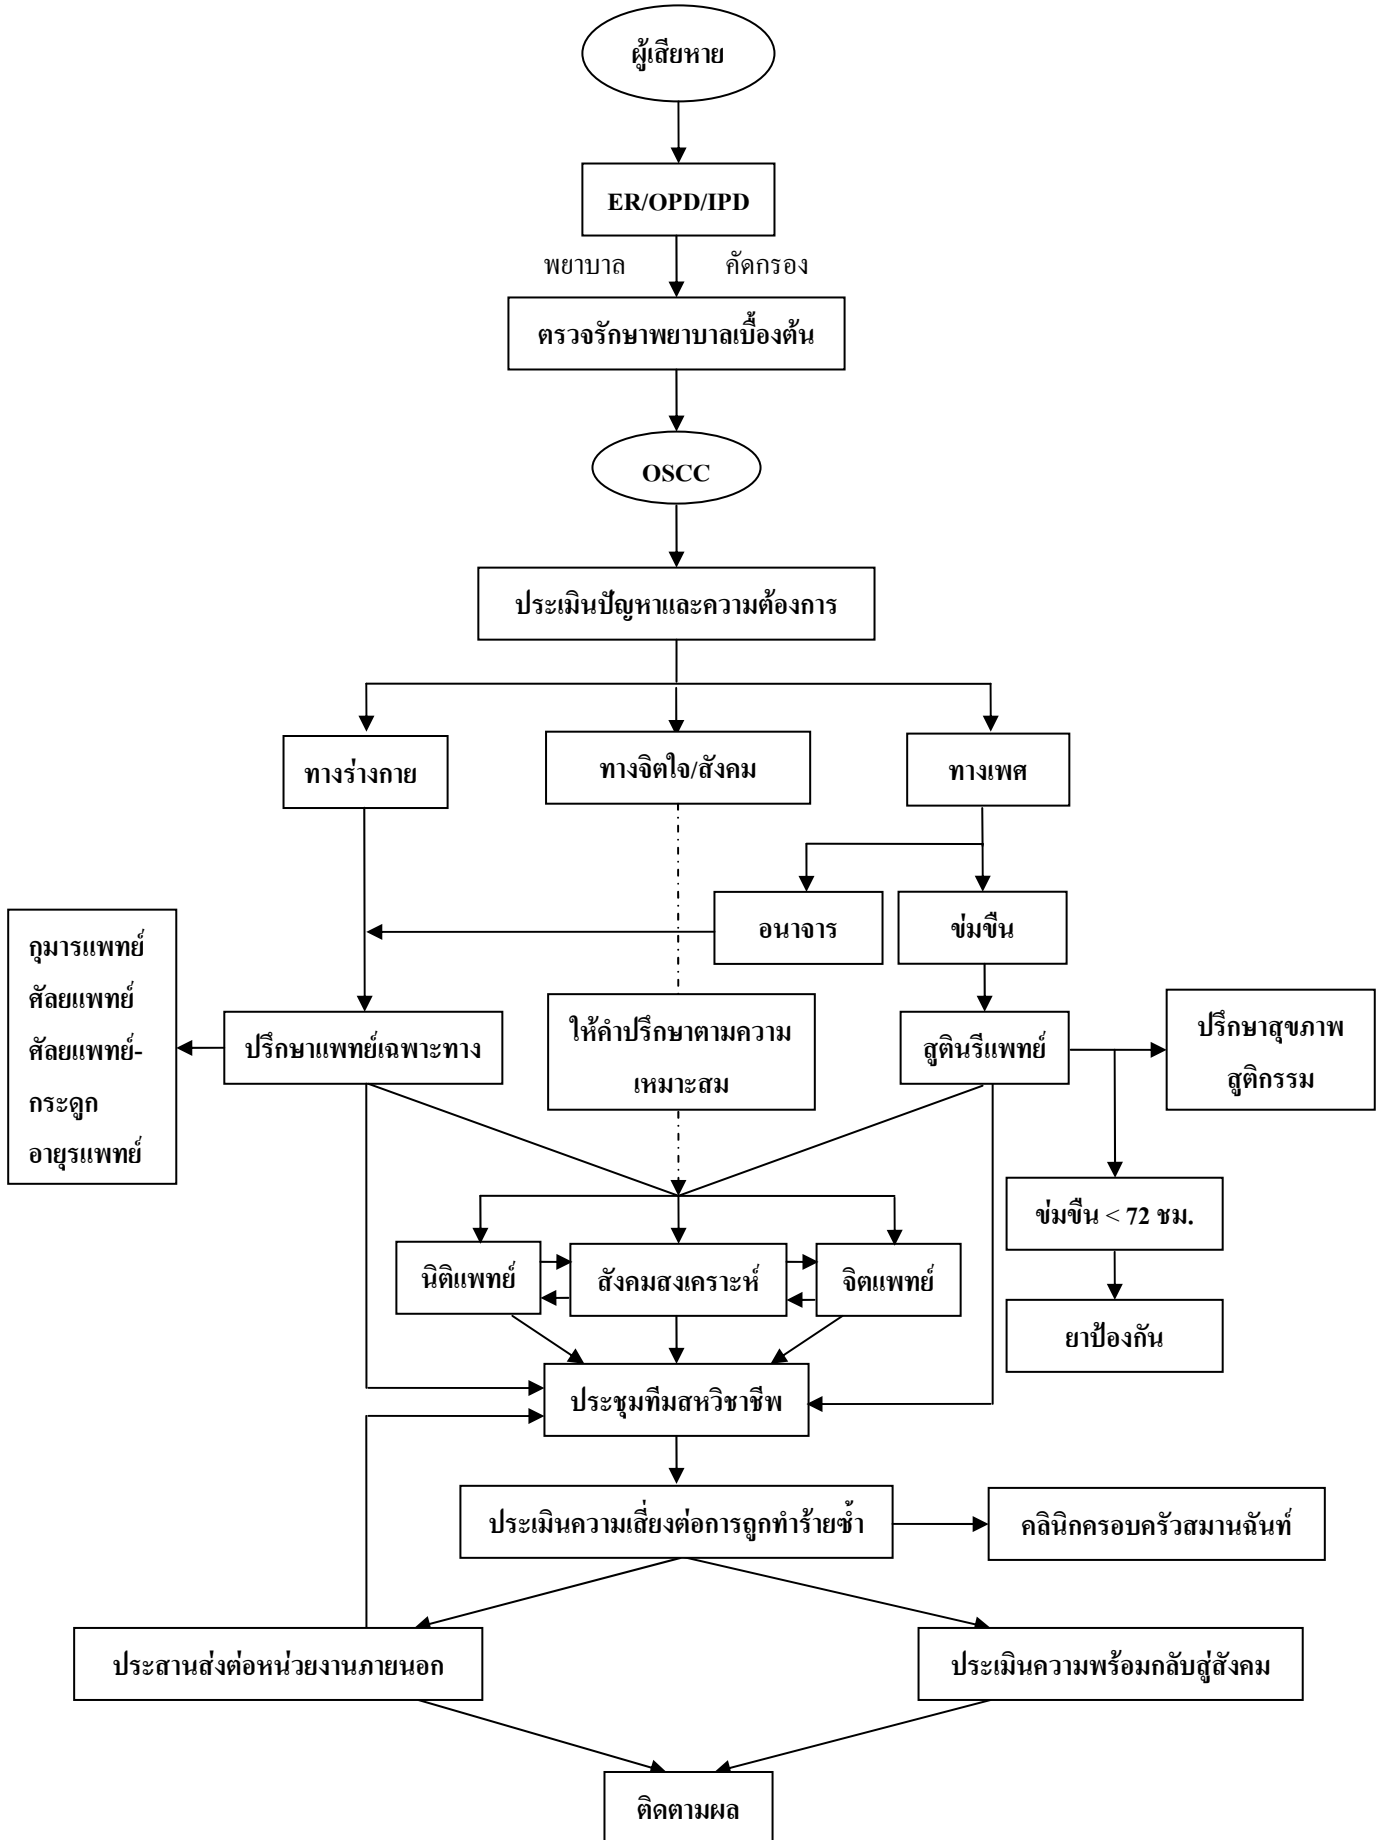 ผู้เสียหาย
ER/OPD/IPD
พยาบาล คัดกรอง
ตรวจรักษาพยาบาลเบื้องต้น
OSCC
ประเมินปัญหาและความต้องการ
ทางร่างกาย
ทางจิตใจ/สังคม
ทางเพศ
อนาจาร
ข่มขืน
กุมารแพทย์
ศัลยแพทย์
ศัลยแพทย์-
กระดูก
อายุรแพทย์
ปรึกษาแพทย์เฉพาะทาง
ให้คำปรึกษาตามความ
เหมาะสม
สูตินรีแพทย์
ปรึกษาสุขภาพ
สูติกรรม
ข่มขืน < 72 ชม.
ยาป้องกัน
นิติแพทย์
สังคมสงเคราะห์
จิตแพทย์
ประชุมทีมสหวิชาชีพ
ประเมินความเสี่ยงต่อการถูกทำร้ายซ้ำ
คลินิกครอบครัวสมานฉันท์
ประสานส่งต่อหน่วยงานภายนอก
ประเมินความพร้อมกลับสู่สังคม
ติดตามผล